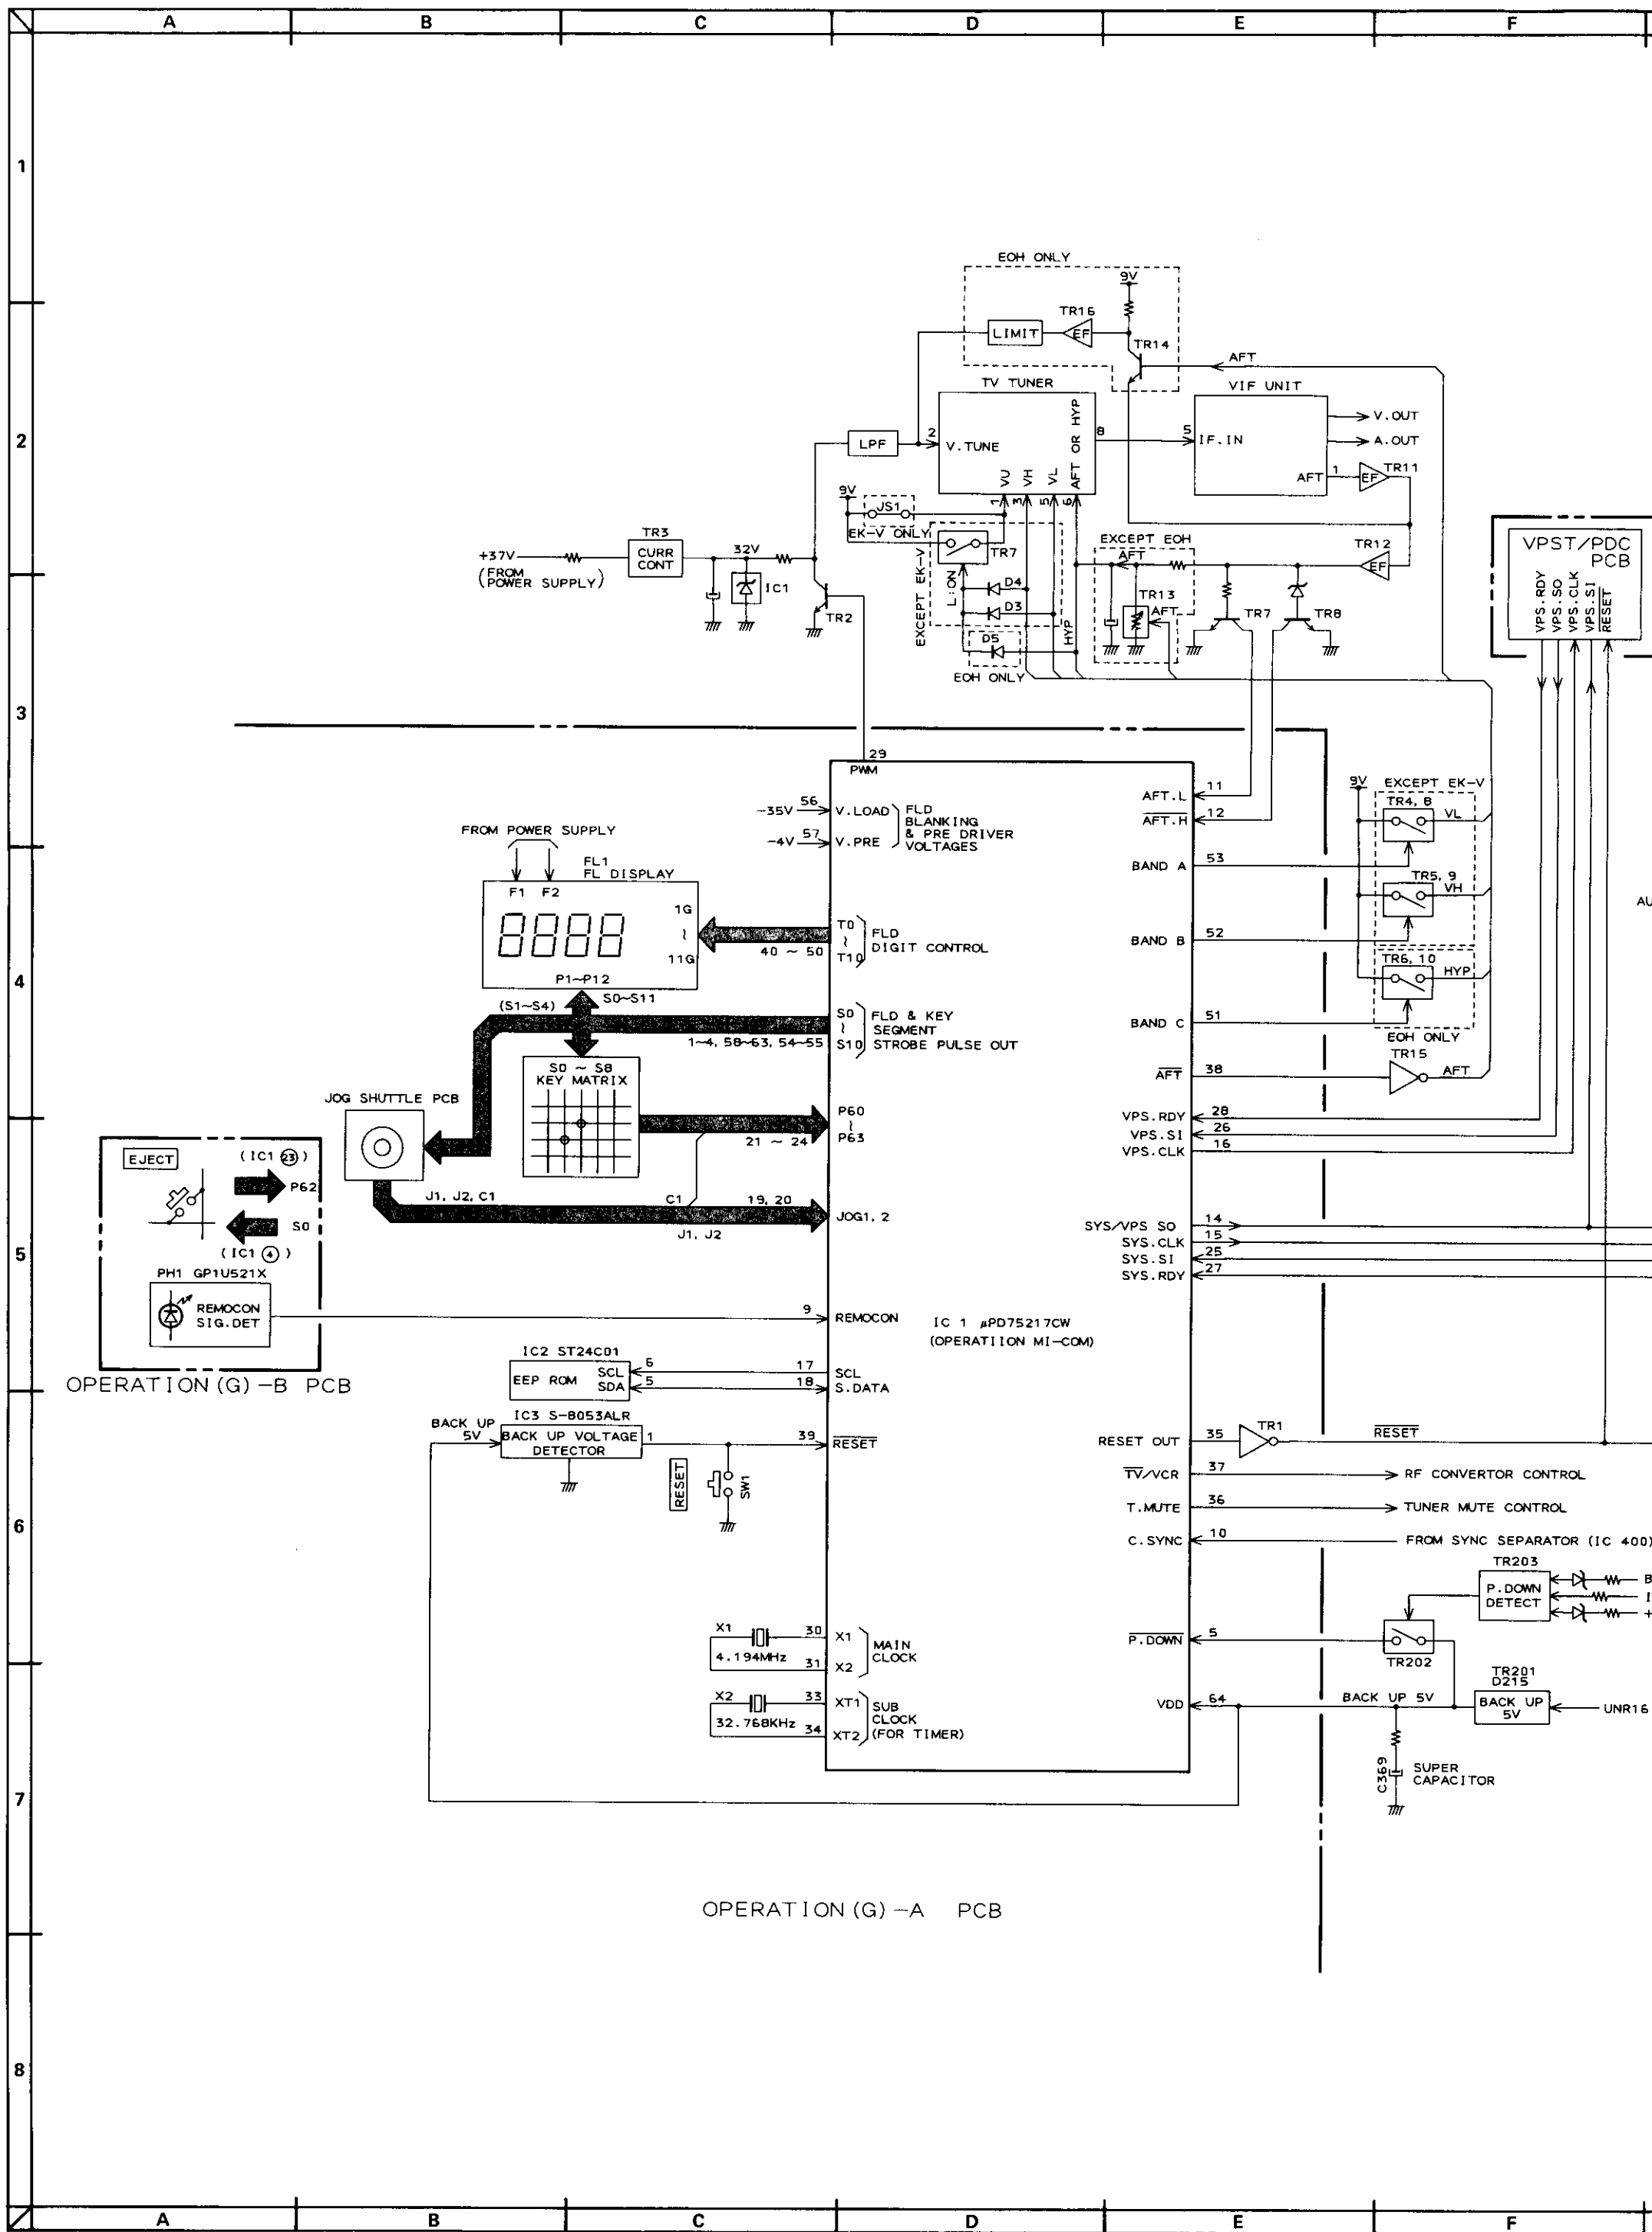 A B C D E F
1
EOH ONLY
9V
TR16
LIMIT
EF
TR14
AFT
TV TUNER
VIF UNIT
2
LPF
2
V.TUNE
AFT OR HYP
8
5
IF.IN
V.OUT
A.OUT
AFT
1
EF
TR11
VU
VH
VL
1
3
5
6
9V
JS1
EK-V ONLY
TR3
CURR
CONT
+37V
(FROM
POWER SUPPLY)
32V
IC1
TR2
EXCEPT EK-V
L:ON
TR7
D4
D3
D5
EOH ONLY
HYP
EXCEPT EOH
AFT
TR13
AFT
TR12
EF
TR7
TR8
VPST/PDC
PCB
VPS.RDY
VPS.SO
VPS.CLK
VPS.SI
RESET
3
29
PWM
-35V
56
V.LOAD
-4V
57
V.PRE
FLD
BLANKING
& PRE DRIVER
VOLTAGES
AFT.L
11
AFT.H
12
9V
EXCEPT EK-V
TR4, 8
VL
FROM POWER SUPPLY
FL1
FL DISPLAY
F1 F2
8888
1G
~
11G
P1~P12
BAND A
53
TR5, 9
VH
AU
40 ~ 50
T0
~
T10
FLD
DIGIT CONTROL
BAND B
52
TR6, 10
HYP
4
(S1~S4)
S0~S11
1~4, 58~63, 54~55
S0
~
S10
FLD & KEY
SEGMENT
STROBE PULSE OUT
BAND C
51
EOH ONLY
S0 ~ S8
KEY MATRIX
AFT
38
TR15
AFT
JOG SHUTTLE PCB
21 ~ 24
P60
~
P63
VPS.RDY
28
VPS.SI
26
VPS.CLK
16
EJECT
(IC1 23)
P62
S0
(IC1 4)
J1, J2, C1
C1
19, 20
J1, J2
JOG1, 2
SYS/VPS SO
14
SYS.CLK
15
SYS.SI
25
SYS.RDY
27
5
PH1 GP1U521X
REMOCON
SIG.DET
9
REMOCON
IC 1 μPD75217CW
(OPERATIION MI-COM)
IC2 ST24C01
EEP ROM
SCL
6
SDA
5
17
SCL
18
S.DATA
OPERATION(G)-B PCB
BACK UP
5V
IC3 S-8053ALR
BACK UP VOLTAGE
DETECTOR
1
39
RESET
RESET
SW1
RESET OUT
35
TR1
RESET
TV/VCR
37
RF CONVERTOR CONTROL
T.MUTE
36
TUNER MUTE CONTROL
6
C.SYNC
10
FROM SYNC SEPARATOR (IC 400)
TR203
P.DOWN
DETECT
B
I
+
X1
4.194MHz
30
X1
31
X2
MAIN
CLOCK
P.DOWN
5
TR202
X2
32.768KHz
33
XT1
34
XT2
SUB
CLOCK
(FOR TIMER)
VDD
64
BACK UP 5V
TR201
D215
BACK UP
5V
UNR16
C369
SUPER
CAPACITOR
7
OPERATION(G)-A PCB
8
A B C D E F